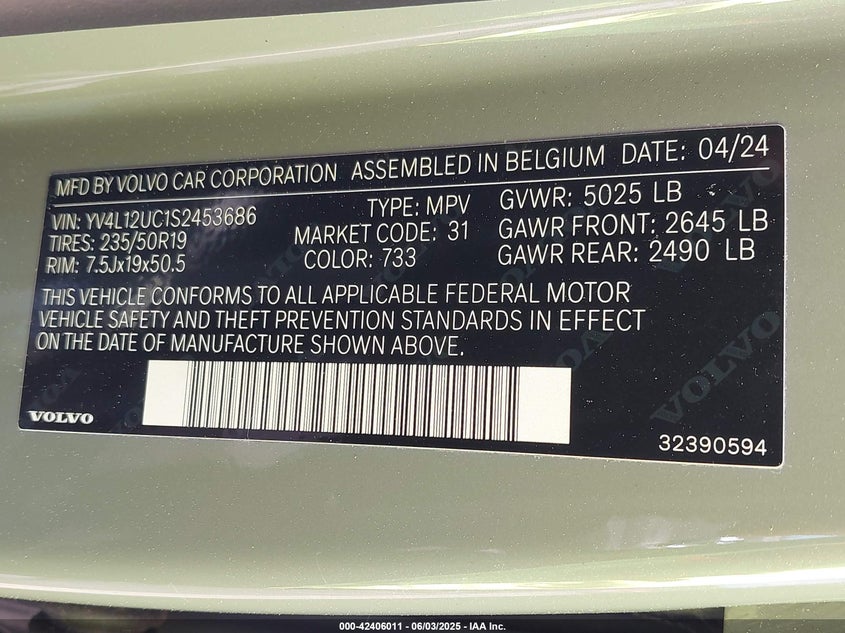 MFD BY VOLVO CAR CORPORATION ASSEMBLED IN BELGIUM DATE: 04/24
VIN: YV4L12UC1S2453686 TYPE: MPV GVWR: 5025 LB
TIRES: 235/50R19 MARKET CODE: 31 GAWR FRONT: 2645 LB
RIM: 7.5Jx19x50.5 COLOR: 733 GAWR REAR: 2490 LB
THIS VEHICLE CONFORMS TO ALL APPLICABLE FEDERAL MOTOR
VEHICLE SAFETY AND THEFT PREVENTION STANDARDS IN EFFECT
ON THE DATE OF MANUFACTURE SHOWN ABOVE.
VOLVO
VOLVO
32390594
000-42406011 - 06/03/2025 - IAA Inc.